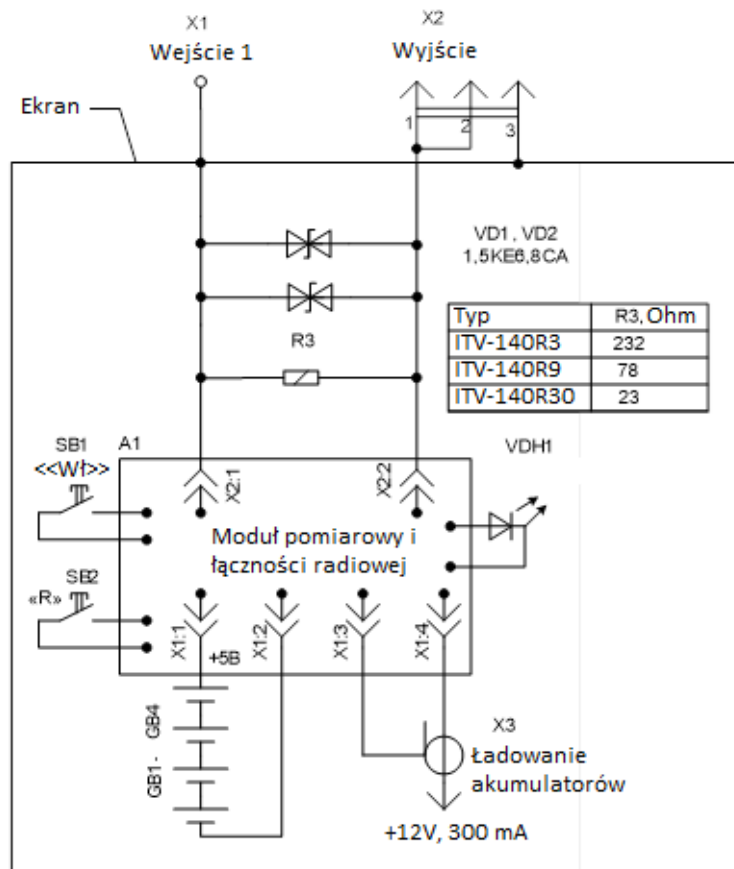 X1
Wejście 1
X2
Wyjście
Ekran
1
2
3
VD1, VD2
1,5KE6,8CA
R3
Typ R3, Ohm
ITV-140R3 232
ITV-140R9 78
ITV-140R30 23
SB1
<<Wł>>
A1
X2:1
X2:2
VDH1
Moduł pomiarowy i
łączności radiowej
«R»
SB2
X1:1
+5B
X1:2
X1:3
X1:4
GB1- GB4
X3
Ładowanie
akumulatorów
+12V, 300 mA